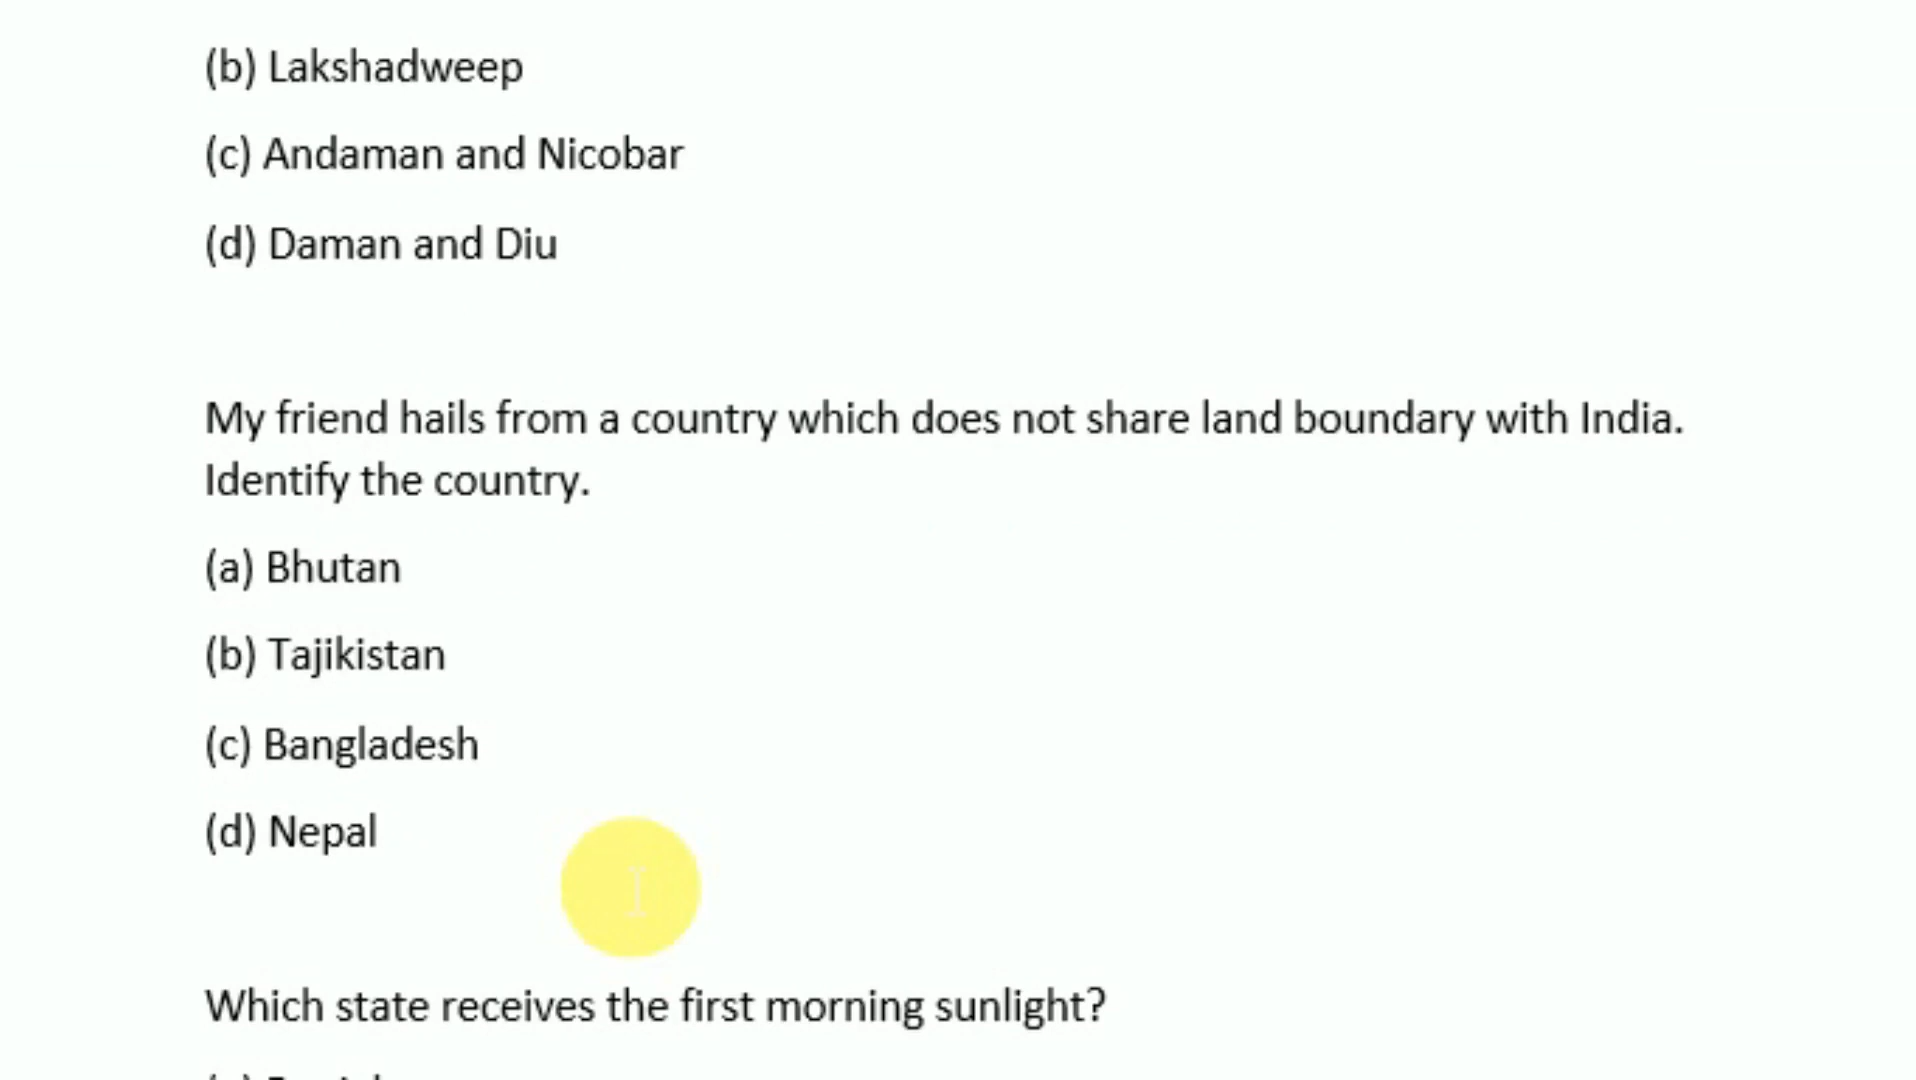 (b) Lakshadweep
(c) Andaman and Nicobar
(d) Daman and Diu
My friend hails from a country which does not share land boundary with India.
Identify the country.
(a) Bhutan
(b) Tajikistan
(c) Bangladesh
(d) Nepal
Which state receives the first morning sunlight?